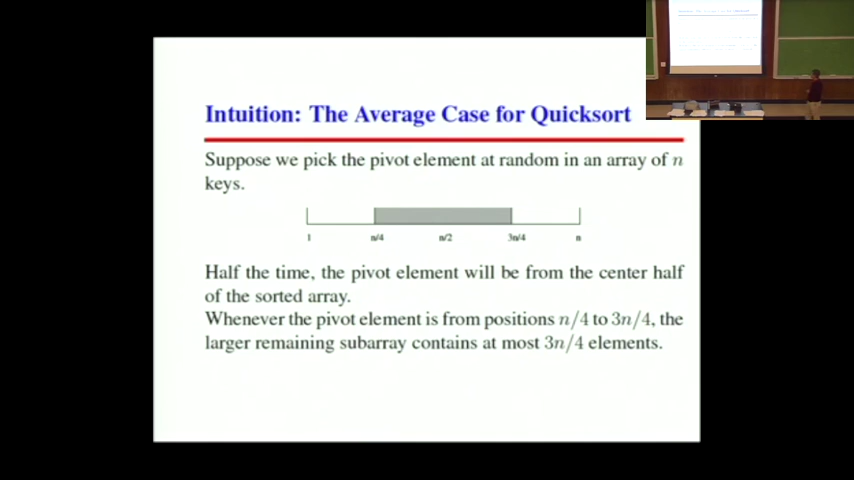 Intuition: The Average Case for Quicksort
Suppose we pick the pivot element at random in an array of n
keys.
1 n/4 n/2 3n/4 n
Half the time, the pivot element will be from the center half
of the sorted array.
Whenever the pivot element is from positions n/4 to 3n/4, the
larger remaining subarray contains at most 3n/4 elements.